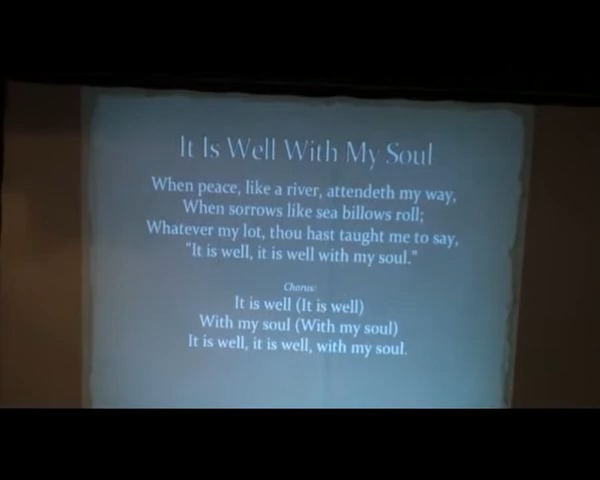 It Is Well With My Soul
When peace, like a river, attendeth my way,
When sorrows like sea billows roll;
Whatever my lot, thou hast taught me to say,
"It is well, it is well with my soul."
Chorus:
It is well (It is well)
With my soul (With my soul)
It is well, it is well, with my soul.